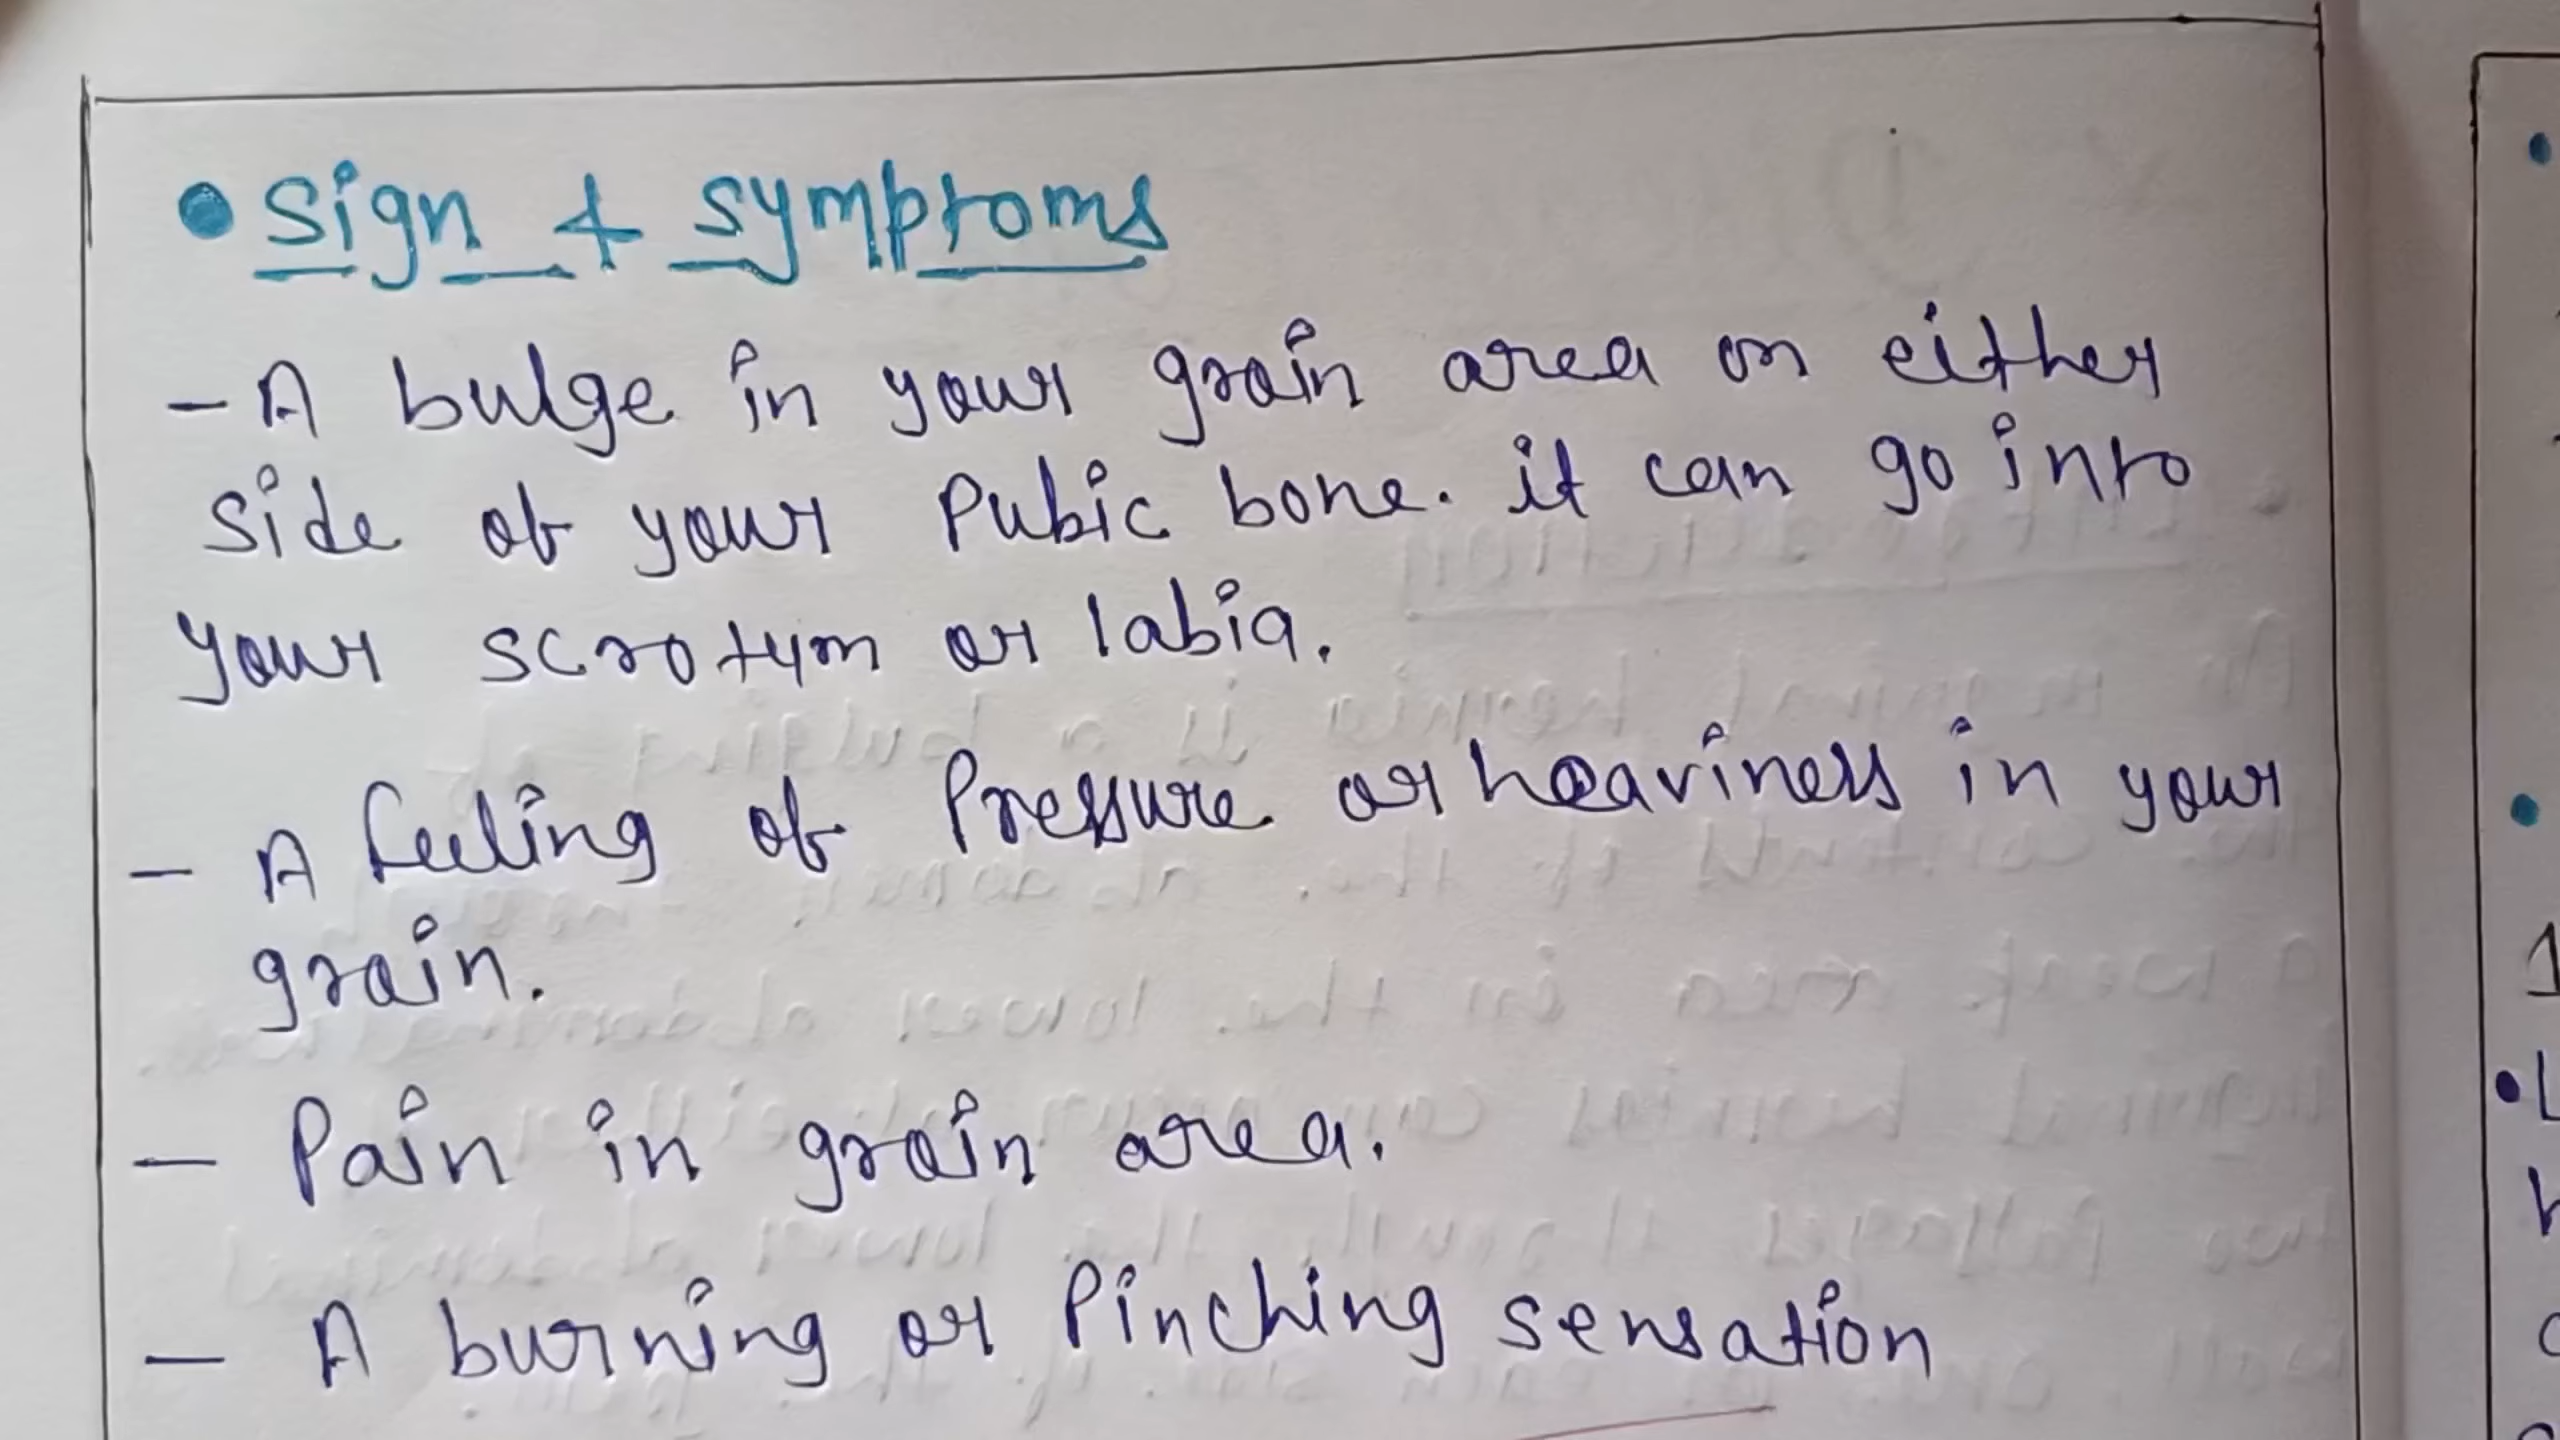 • Sign & symptoms
- A bulge in your grain area on either
side of your Pubic bone. it can go into
your scrotym or labia.
- A feeling of Pressure or heaviness in your
grain.
- Pain in grain area.
- A burning or Pinching sensation